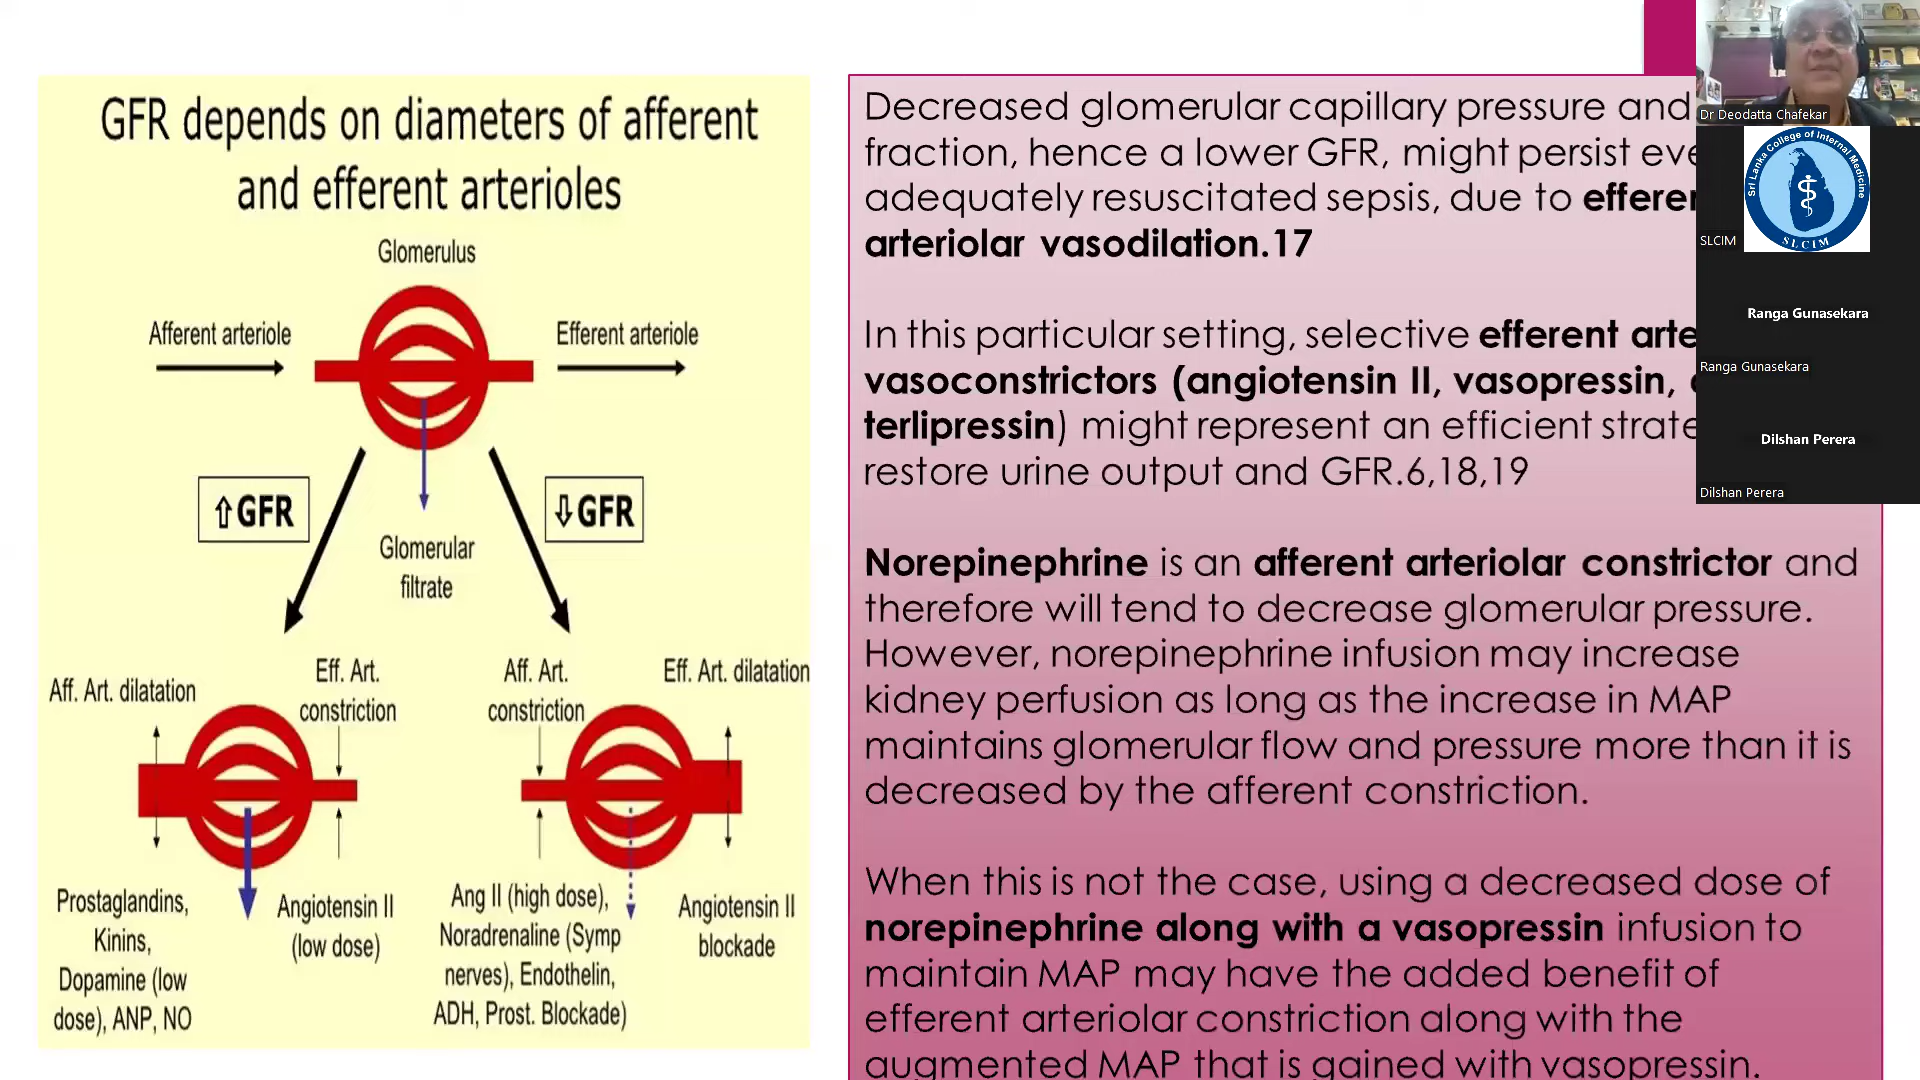 GFR depends on diameters of afferent
and efferent arterioles
Glomerulus
Afferent arteriole
Efferent arteriole
⇧GFR
⇩GFR
Glomerular
filtrate
Aff. Art. dilatation
Eff. Art.
constriction
Aff. Art.
constriction
Eff. Art. dilatation
Prostaglandins,
Kinins,
Dopamine (low
dose), ANP, NO
Angiotensin II
(low dose)
Ang II (high dose),
Noradrenaline (Symp
nerves), Endothelin,
ADH, Prost. Blockade)
Angiotensin II
blockade
Decreased glomerular capillary pressure and
fraction, hence a lower GFR, might persist
adequately resuscitated sepsis, due to
arteriolar vasodilation.17
In this particular setting, selective efferent
vasoconstrictors (angiotensin II, vasopressin,
terlipressin) might represent an efficient
restore urine output and GFR.6,18,19
Norepinephrine is an afferent arteriolar constrictor and
therefore will tend to decrease glomerular pressure.
However, norepinephrine infusion may increase
kidney perfusion as long as the increase in MAP
maintains glomerular flow and pressure more than it is
decreased by the afferent constriction.
When this is not the case, using a decreased dose of
norepinephrine along with a vasopressin infusion to
maintain MAP may have the added benefit of
efferent arteriolar constriction along with the
augmented MAP that is gained with vasopressin.
Dr Deodatta Chafekar
Sri Lanka College of Internal Medicine
SLCIM
SLCIM
Ranga Gunasekara
Ranga Gunasekara
Dilshan Perera
Dilshan Perera